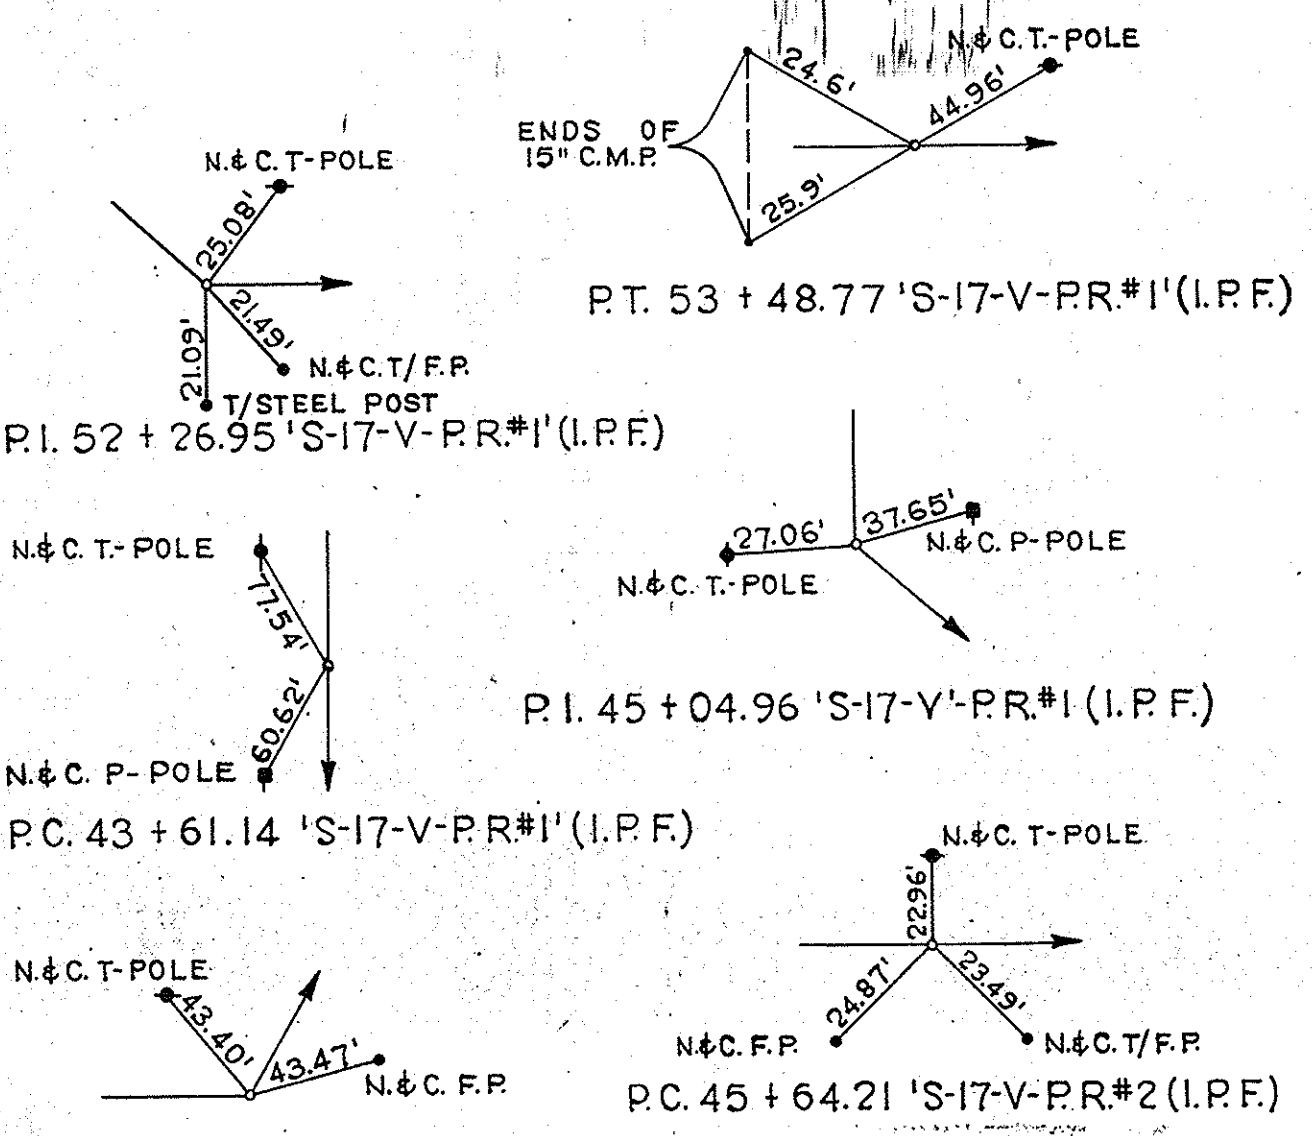 N.& C. T-POLE
25.08'
21.49'
21.09'
N.& C. T/F.P.
T/STEEL POST
P.I. 52 + 26.95 'S-17-V-P.R.#1' (I.P.F.)
N.& C. T.-POLE
24.6'
44.96'
ENDS OF
15" C.M.P.
25.9'
P.T. 53 + 48.77 'S-17-V-P.R.#1' (I.P.F.)
N.& C. T.-POLE
77.54'
60.62'
N.& C. P-POLE
P.C. 43 + 61.14 'S-17-V-P.R.#1' (I.P.F.)
27.06'
37.65'
N.& C. P-POLE
N.& C. T.-POLE
P.I. 45 + 04.96 'S-17-V'-P.R.#1 (I.P.F.)
N.& C. T-POLE
43.40'
43.47'
N.& C. F.P.
N.& C. T-POLE
22.96'
24.87'
23.49'
N.& C. F.P.
N.& C. T/F.P.
P.C. 45 + 64.21 'S-17-V-P.R.#2 (I.P.F.)